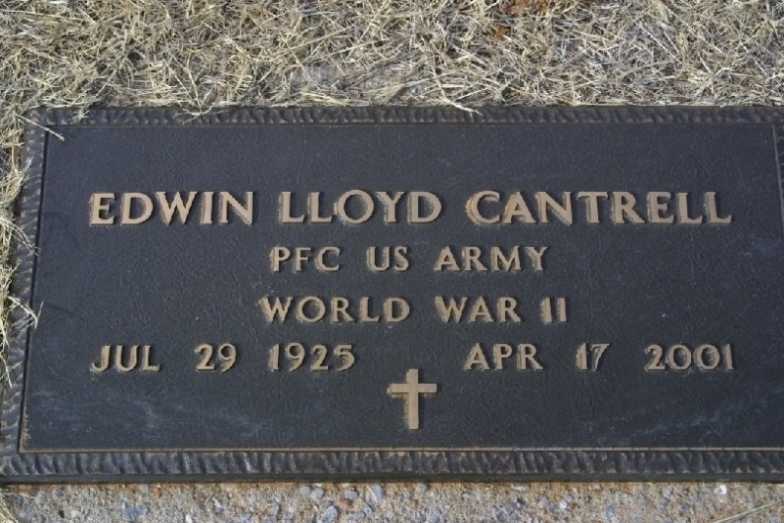 EDWIN LLOYD CANTRELL
PFC US ARMY
WORLD WAR II
JUL 29 1925 APR 17 2001